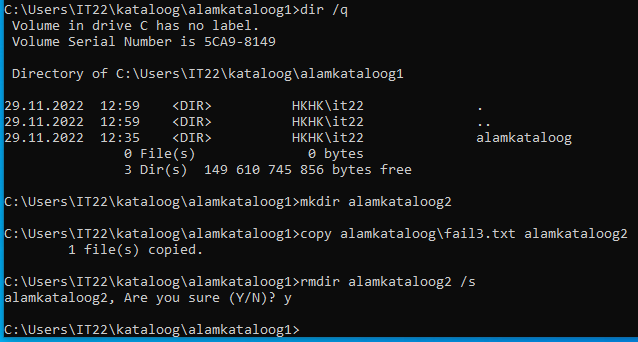 C:\Users\IT22\kataloog\alamkataloog1>dir /q
 Volume in drive C has no label.
 Volume Serial Number is 5CA9-8149

 Directory of C:\Users\IT22\kataloog\alamkataloog1

29.11.2022  12:59    <DIR>          HKHK\it22              .
29.11.2022  12:59    <DIR>          HKHK\it22              ..
29.11.2022  12:35    <DIR>          HKHK\it22              alamkataloog
               0 File(s)              0 bytes
               3 Dir(s)  149 610 745 856 bytes free

C:\Users\IT22\kataloog\alamkataloog1>mkdir alamkataloog2

C:\Users\IT22\kataloog\alamkataloog1>copy alamkataloog\fail3.txt alamkataloog2
        1 file(s) copied.

C:\Users\IT22\kataloog\alamkataloog1>rmdir alamkataloog2 /s
alamkataloog2, Are you sure (Y/N)? y

C:\Users\IT22\kataloog\alamkataloog1>